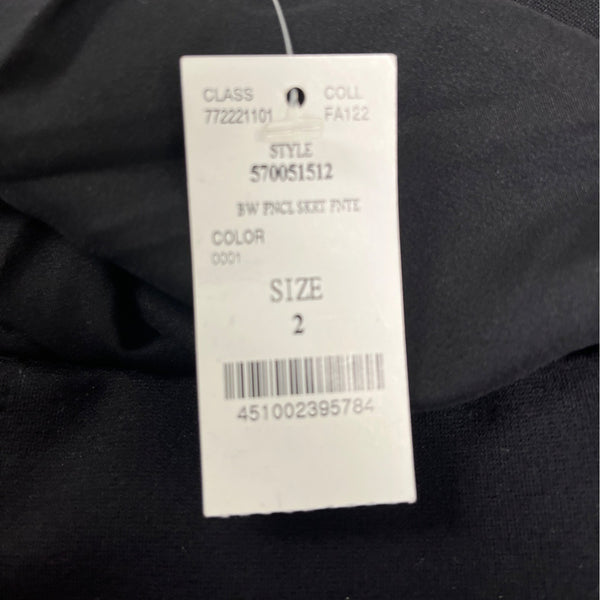 CLASS COLL
772221101 FA122
STYLE
570051512
BW PNCL SKRT PNTE
COLOR
0001
SIZE
2
451002395784